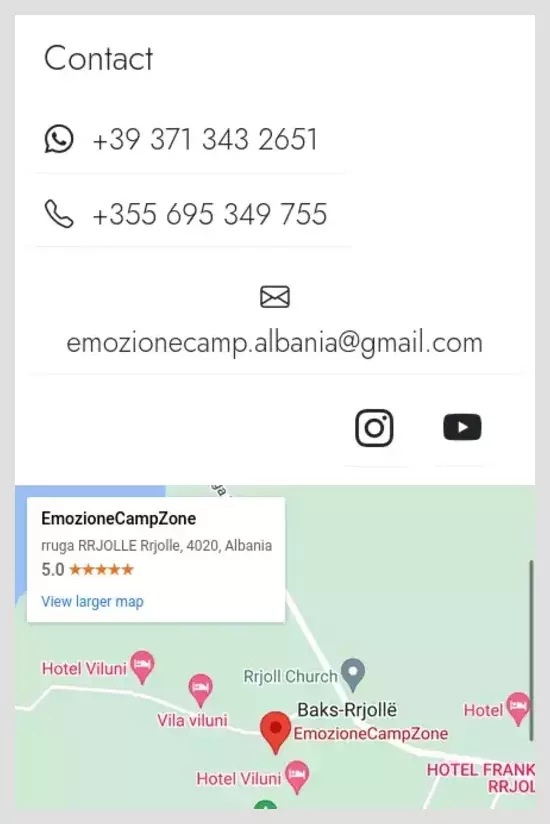 Contact
+39 371 343 2651
+355 695 349 755
emozionecamp.albania@gmail.com
EmozioneCampZone
rruga RRJOLLE Rrjolle, 4020, Albania
5.0
View larger map
Hotel Viluni
Rrjoll Church
Vila viluni
Baks-Rrjollë
Hotel
EmozioneCampZone
Hotel Viluni
HOTEL FRANK
RRJOL